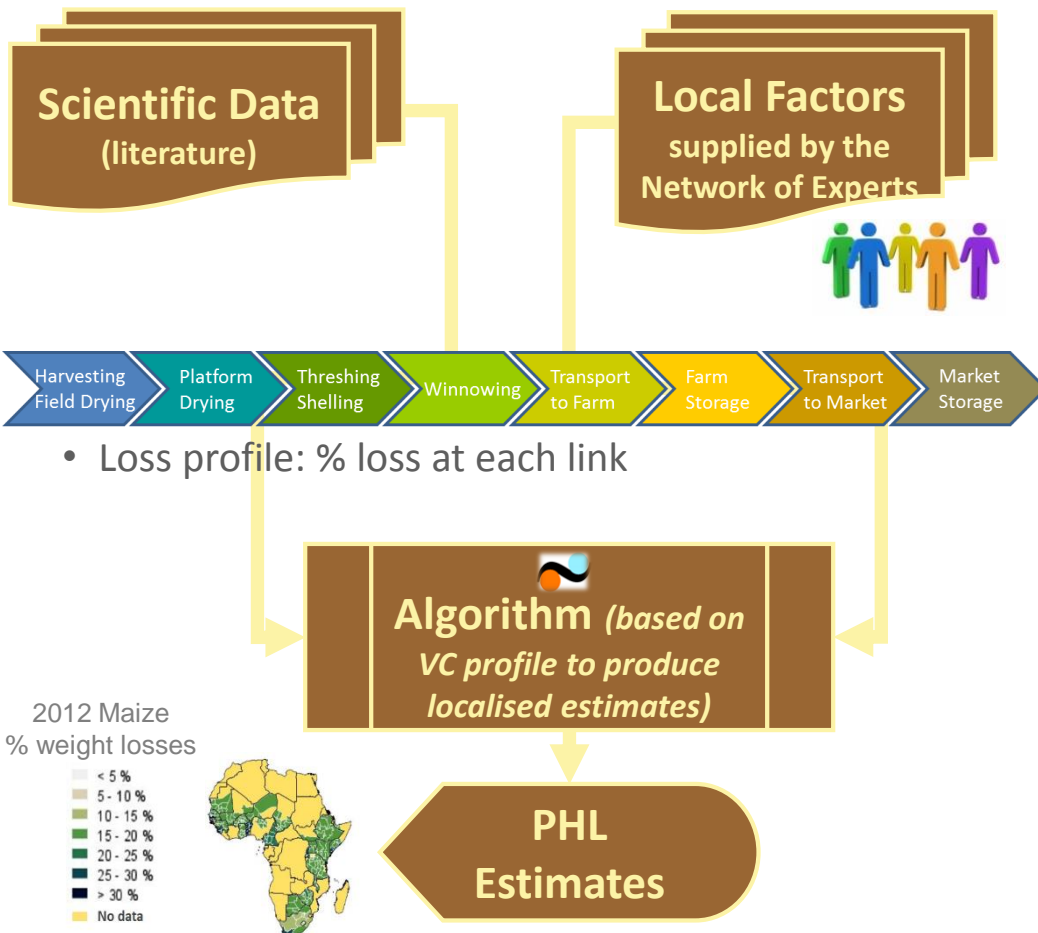 Scientific Data
(literature)
Local Factors
supplied by the
Network of Experts
Harvesting
Field Drying
Platform
Drying
Threshing
Shelling
Winnowing
Transport
to Farm
Farm
Storage
Transport
to Market
Market
Storage
• Loss profile: % loss at each link
Algorithm (based on
VC profile to produce
localised estimates)
2012 Maize
% weight losses
< 5 %
5 - 10 %
10 - 15 %
15 - 20 %
20 - 25 %
25 - 30 %
> 30 %
No data
PHL
Estimates